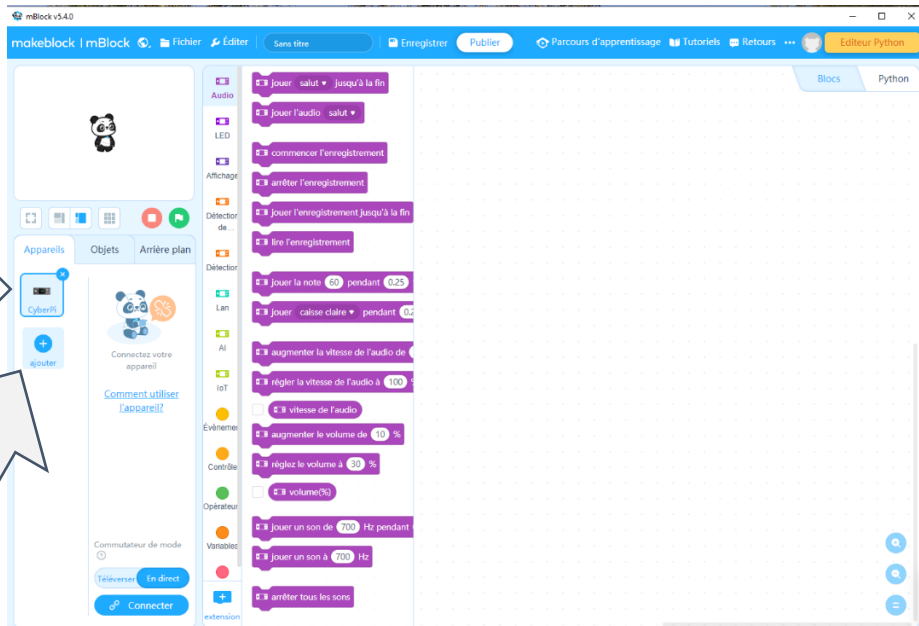 mBlock v5.4.0
makeblock | mBlock Fichier Éditer Sans titre Enregistrer Publier Parcours d'apprentissage Tutoriels Retours ... Editeur Python
Blocs Python
Appareils Objets Arrière plan
CyberPi
ajouter
Connectez votre
appareil
Comment utiliser
l'appareil?
Commutateur de mode
Téléverser En direct
Connecter
Audio
LED
Affichage
Détection
de...
Détection
Lan
AI
IoT
Évènemen
Contrôle
Opérateur
Variables
extension
jouer salut jusqu'à la fin
jouer l'audio salut
commencer l'enregistrement
arrêter l'enregistrement
jouer l'enregistrement jusqu'à la fin
lire l'enregistrement
jouer la note 60 pendant 0.25
jouer caisse claire pendant 0.2
augmenter la vitesse de l'audio de
régler la vitesse de l'audio à 100 %
vitesse de l'audio
augmenter le volume de 10 %
réglez le volume à 30 %
volume(%)
jouer un son de 700 Hz pendant
jouer un son à 700 Hz
arrêter tous les sons